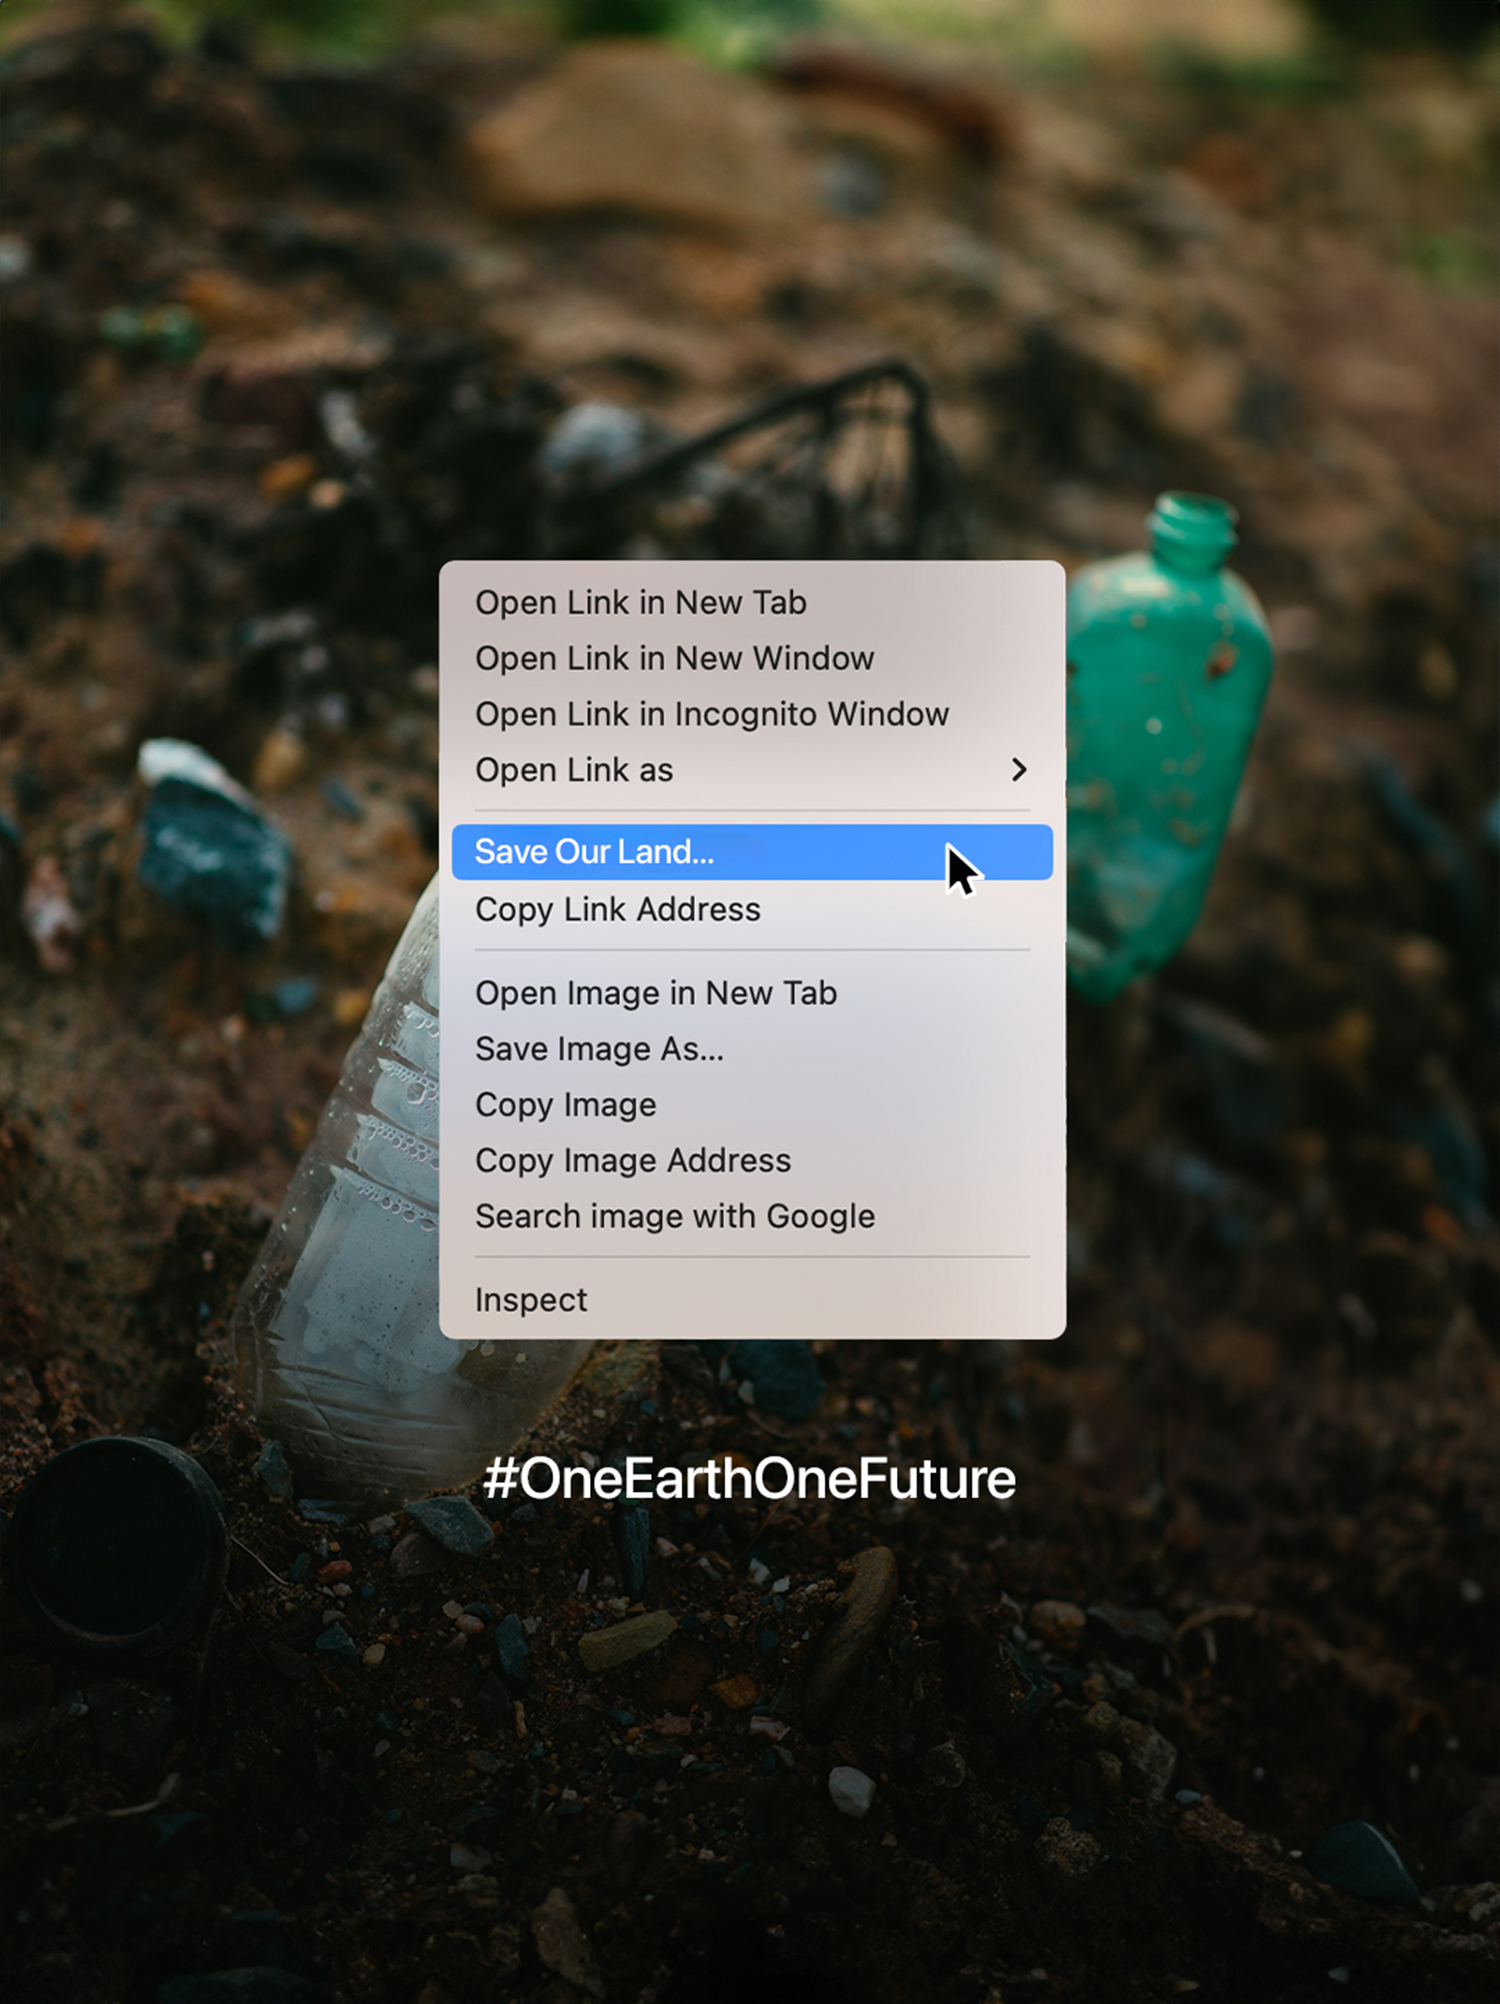 Open Link in New Tab
Open Link in New Window
Open Link in Incognito Window
Open Link as
Save Our Land...
Copy Link Address
Open Image in New Tab
Save Image As...
Copy Image
Copy Image Address
Search image with Google
Inspect
#OneEarthOneFuture